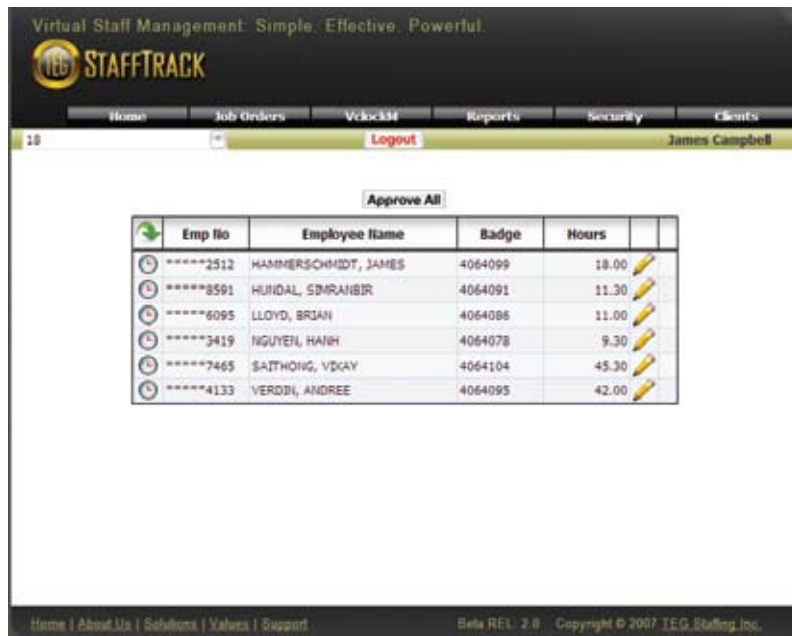 Virtual Staff Management. Simple. Effective. Powerful.
TEG STAFFTRACK
Home Job Orders VclockM Reports Security Clients
18 Logout James Campbell
Approve All
Emp No Employee Name Badge Hours
*****2512 HAMMERSCHMIDT, JAMES 4064099 18.00
*****8591 HUNDAL, SIMRANBIR 4064091 11.30
*****6095 LLOYD, BRIAN 4064086 11.00
*****3419 NGUYEN, HANH 4064078 9.30
*****7465 SAITHONG, VIXAY 4064104 45.30
*****4133 VERDIN, ANDREE 4064095 42.00
Home | About Us | Solutions | Values | Support Beta REL: 2.0 Copyright © 2007 TEG Staffing Inc.